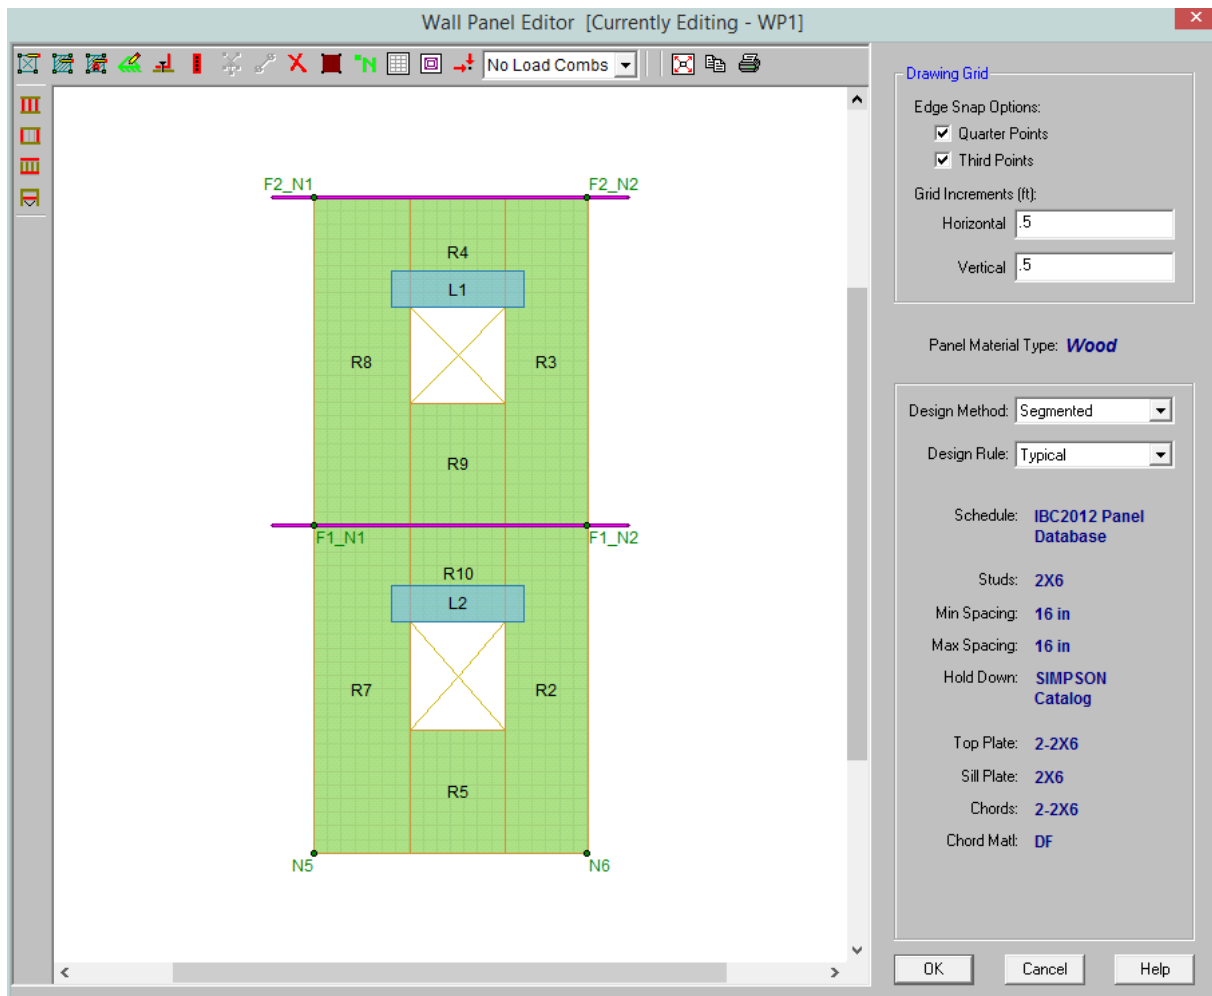 Wall Panel Editor [Currently Editing - WP1]
N
No Load Combs
F2_N1
F2_N2
R4
L1
R8
R3
R9
F1_N1
F1_N2
R10
L2
R7
R2
R5
N5
N6
Drawing Grid
Edge Snap Options:
Quarter Points
Third Points
Grid Increments (ft):
Horizontal .5
Vertical .5
Panel Material Type: Wood
Design Method: Segmented
Design Rule: Typical
Schedule: IBC2012 Panel
Database
Studs: 2X6
Min Spacing: 16 in
Max Spacing: 16 in
Hold Down: SIMPSON
Catalog
Top Plate: 2-2X6
Sill Plate: 2X6
Chords: 2-2X6
Chord Matl: DF
OK Cancel Help